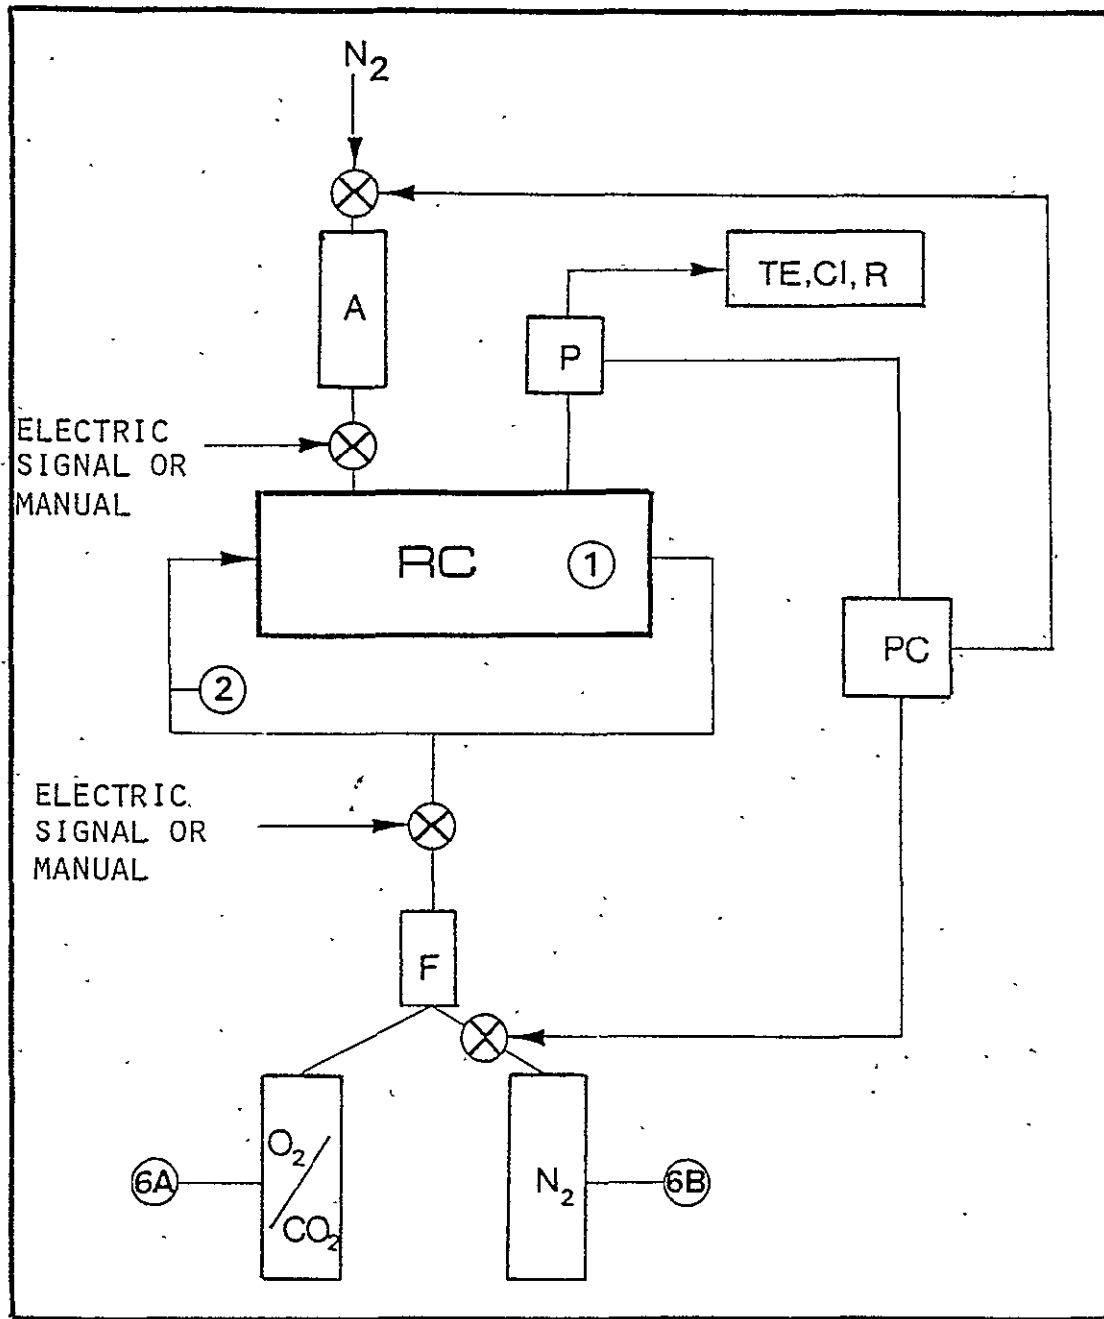 N₂
A
TE, CI, R
P
ELECTRIC
SIGNAL OR
MANUAL
RC
1
PC
2
ELECTRIC.
SIGNAL OR
MANUAL
F
6A
O₂/CO₂
N₂
6B